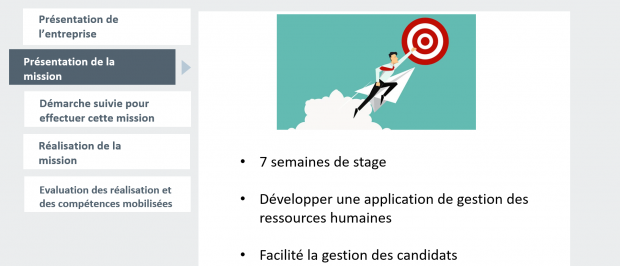 Présentation de
l'entreprise
Présentation de la
mission
Démarche suivie pour
effectuer cette mission
Réalisation de la
mission
Evaluation des réalisation et
des compétences mobilisées
• 7 semaines de stage
• Développer une application de gestion des
ressources humaines
• Facilité la gestion des candidats